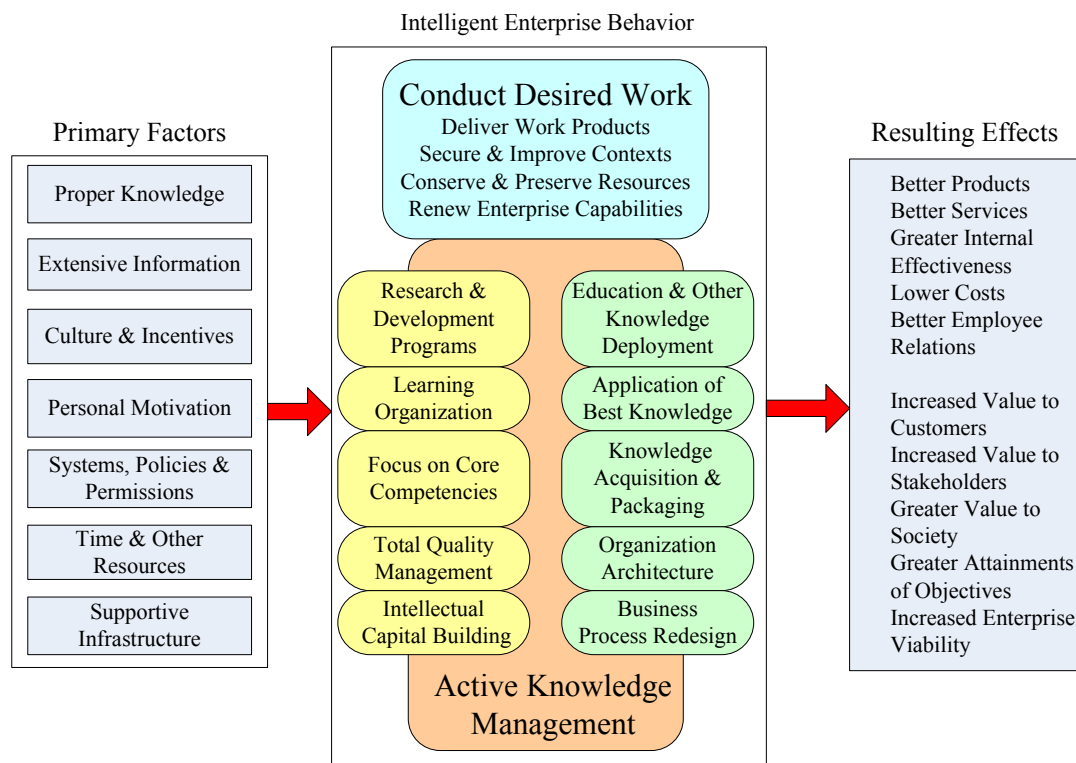 Intelligent Enterprise Behavior
Primary Factors
Proper Knowledge
Extensive Information
Culture & Incentives
Personal Motivation
Systems, Policies &
Permissions
Time & Other
Resources
Supportive
Infrastructure
Conduct Desired Work
Deliver Work Products
Secure & Improve Contexts
Conserve & Preserve Resources
Renew Enterprise Capabilities
Research &
Development
Programs
Learning
Organization
Focus on Core
Competencies
Total Quality
Management
Intellectual
Capital Building
Education & Other
Knowledge
Deployment
Application of
Best Knowledge
Knowledge
Acquisition &
Packaging
Organization
Architecture
Business
Process Redesign
Active Knowledge
Management
Resulting Effects
Better Products
Better Services
Greater Internal
Effectiveness
Lower Costs
Better Employee
Relations
Increased Value to
Customers
Increased Value to
Stakeholders
Greater Value to
Society
Greater Attainments
of Objectives
Increased Enterprise
Viability